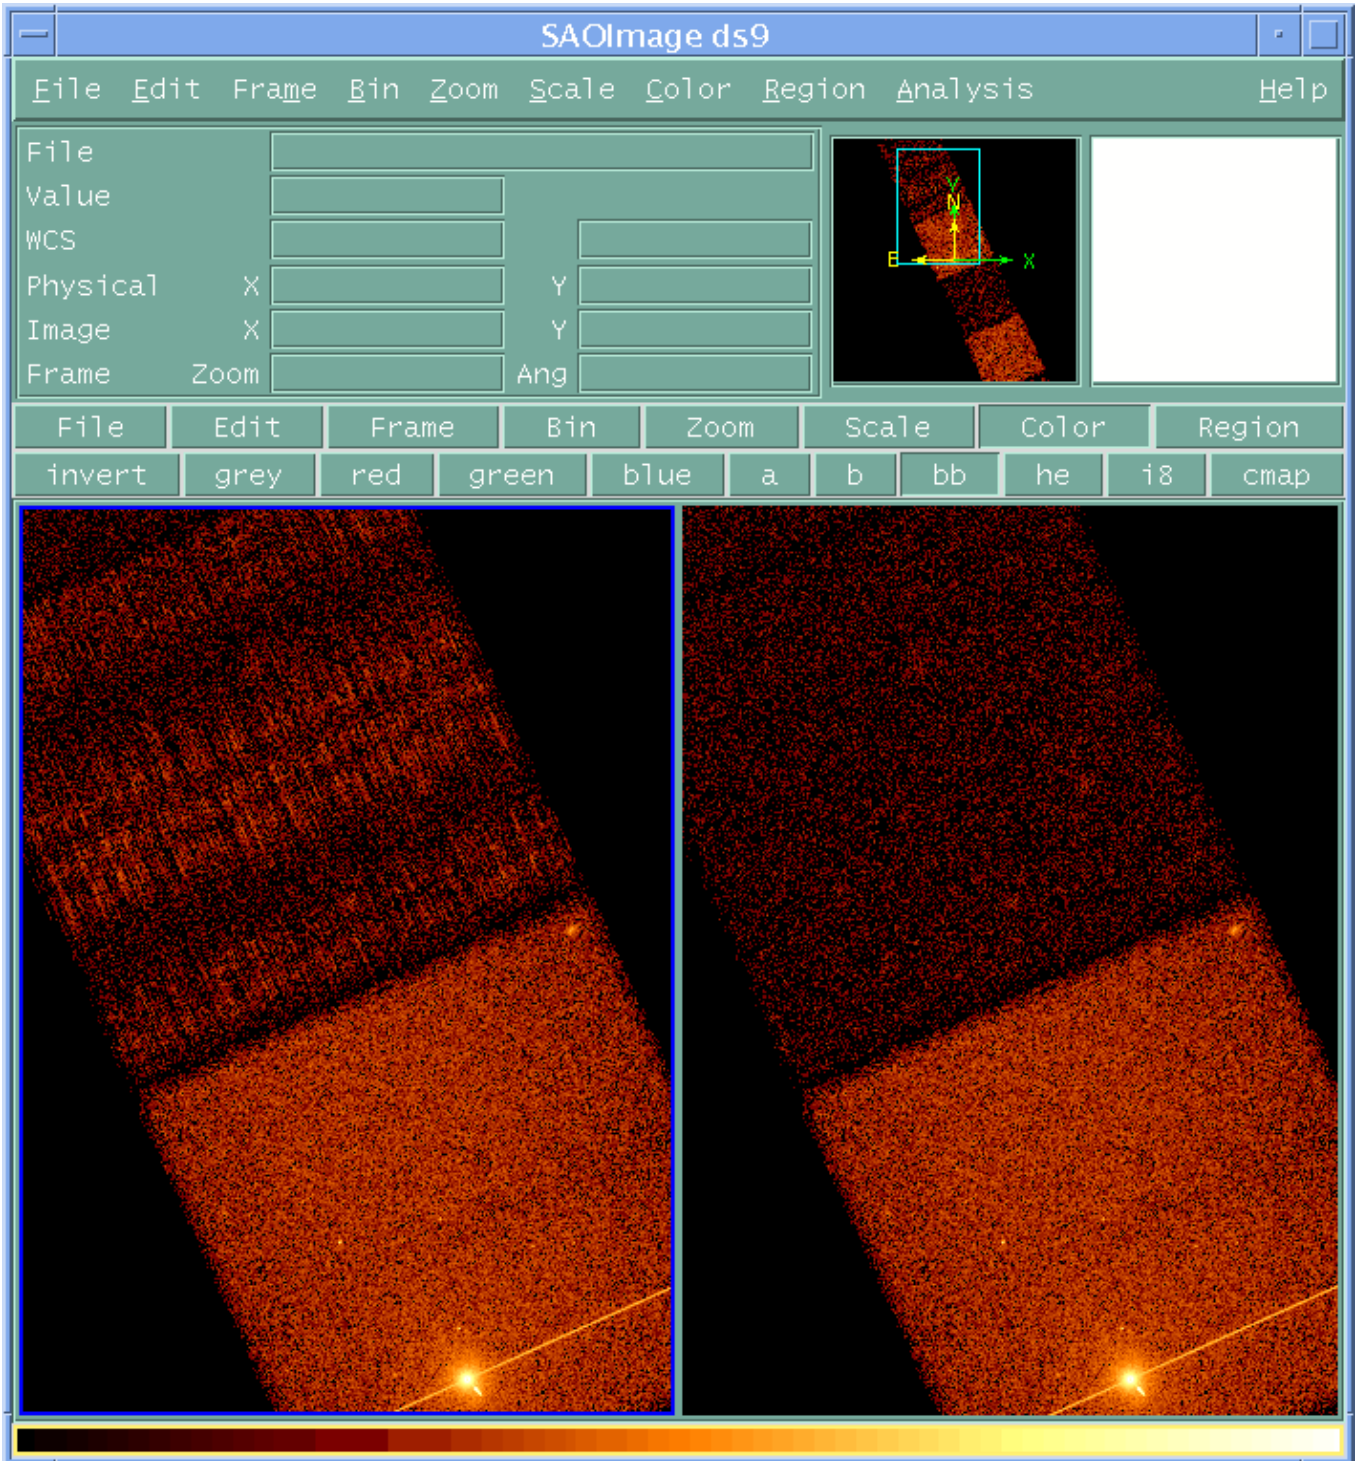 SAOImage ds9
File Edit Frame Bin Zoom Scale Color Region Analysis Help
File
Value
WCS
Physical X Y
Image X Y
Frame Zoom Ang
Y
N
E X
File Edit Frame Bin Zoom Scale Color Region
invert grey red green blue a b bb he i8 cmap